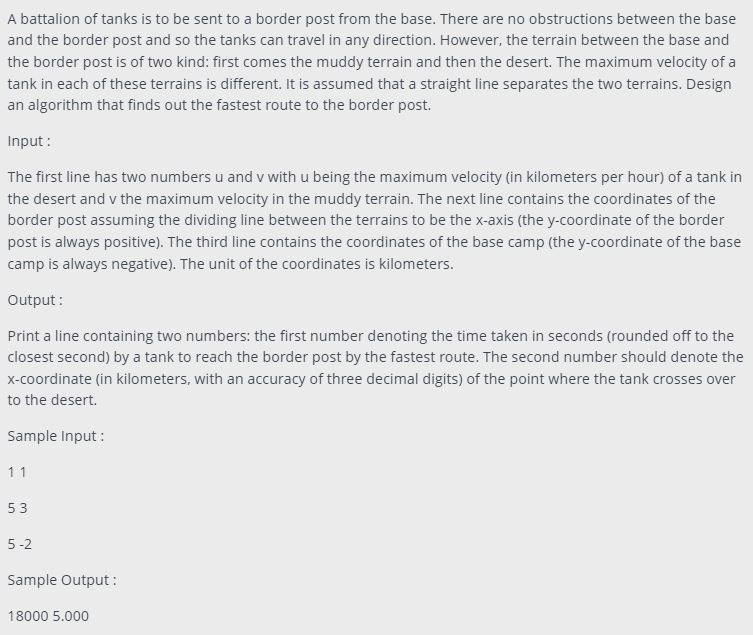 A battalion of tanks is to be sent to a border post from the base. There are no obstructions between the base
and the border post and so the tanks can travel in any direction. However, the terrain between the base and
the border post is of two kind: first comes the muddy terrain and then the desert. The maximum velocity of a
tank in each of these terrains is different. It is assumed that a straight line separates the two terrains. Design
an algorithm that finds out the fastest route to the border post.
Input :
The first line has two numbers u and v with u being the maximum velocity (in kilometers per hour) of a tank in
the desert and v the maximum velocity in the muddy terrain. The next line contains the coordinates of the
border post assuming the dividing line between the terrains to be the x-axis (the y-coordinate of the border
post is always positive). The third line contains the coordinates of the base camp (the y-coordinate of the base
camp is always negative). The unit of the coordinates is kilometers.
Output :
Print a line containing two numbers: the first number denoting the time taken in seconds (rounded off to the
closest second) by a tank to reach the border post by the fastest route. The second number should denote the
x-coordinate (in kilometers, with an accuracy of three decimal digits) of the point where the tank crosses over
to the desert.
Sample Input :
1 1
5 3
5 -2
Sample Output :
18000 5.000